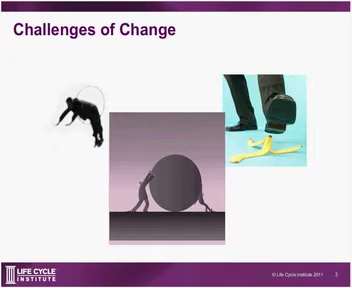 Challenges of Change
LIFE CYCLE
INSTITUTE
© Life Cycle Institute 2011
3